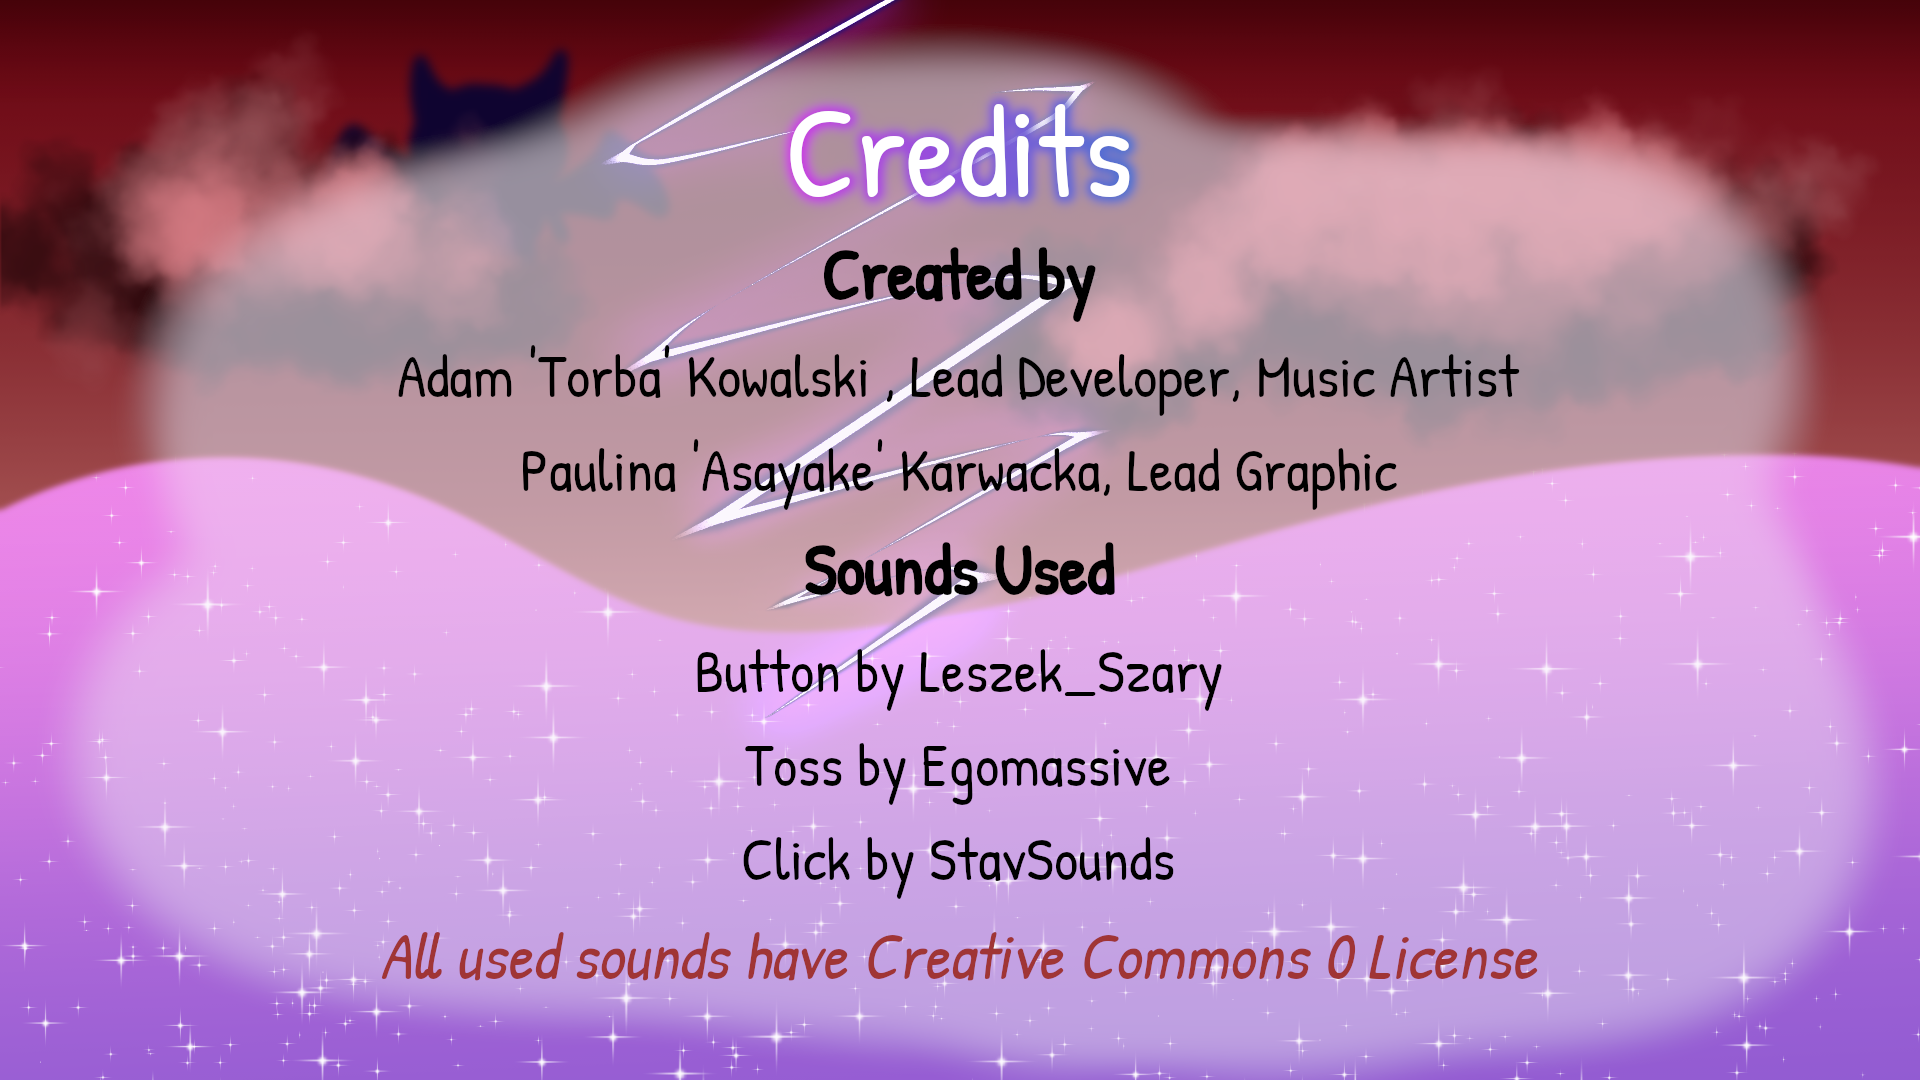 Credits
Created by
Adam 'Torba' Kowalski , Lead Developer, Music Artist
Paulina 'Asayake' Karwacka, Lead Graphic
Sounds Used
Button by Leszek_Szary
Toss by Egomassive
Click by StavSounds
All used sounds have Creative Commons 0 License